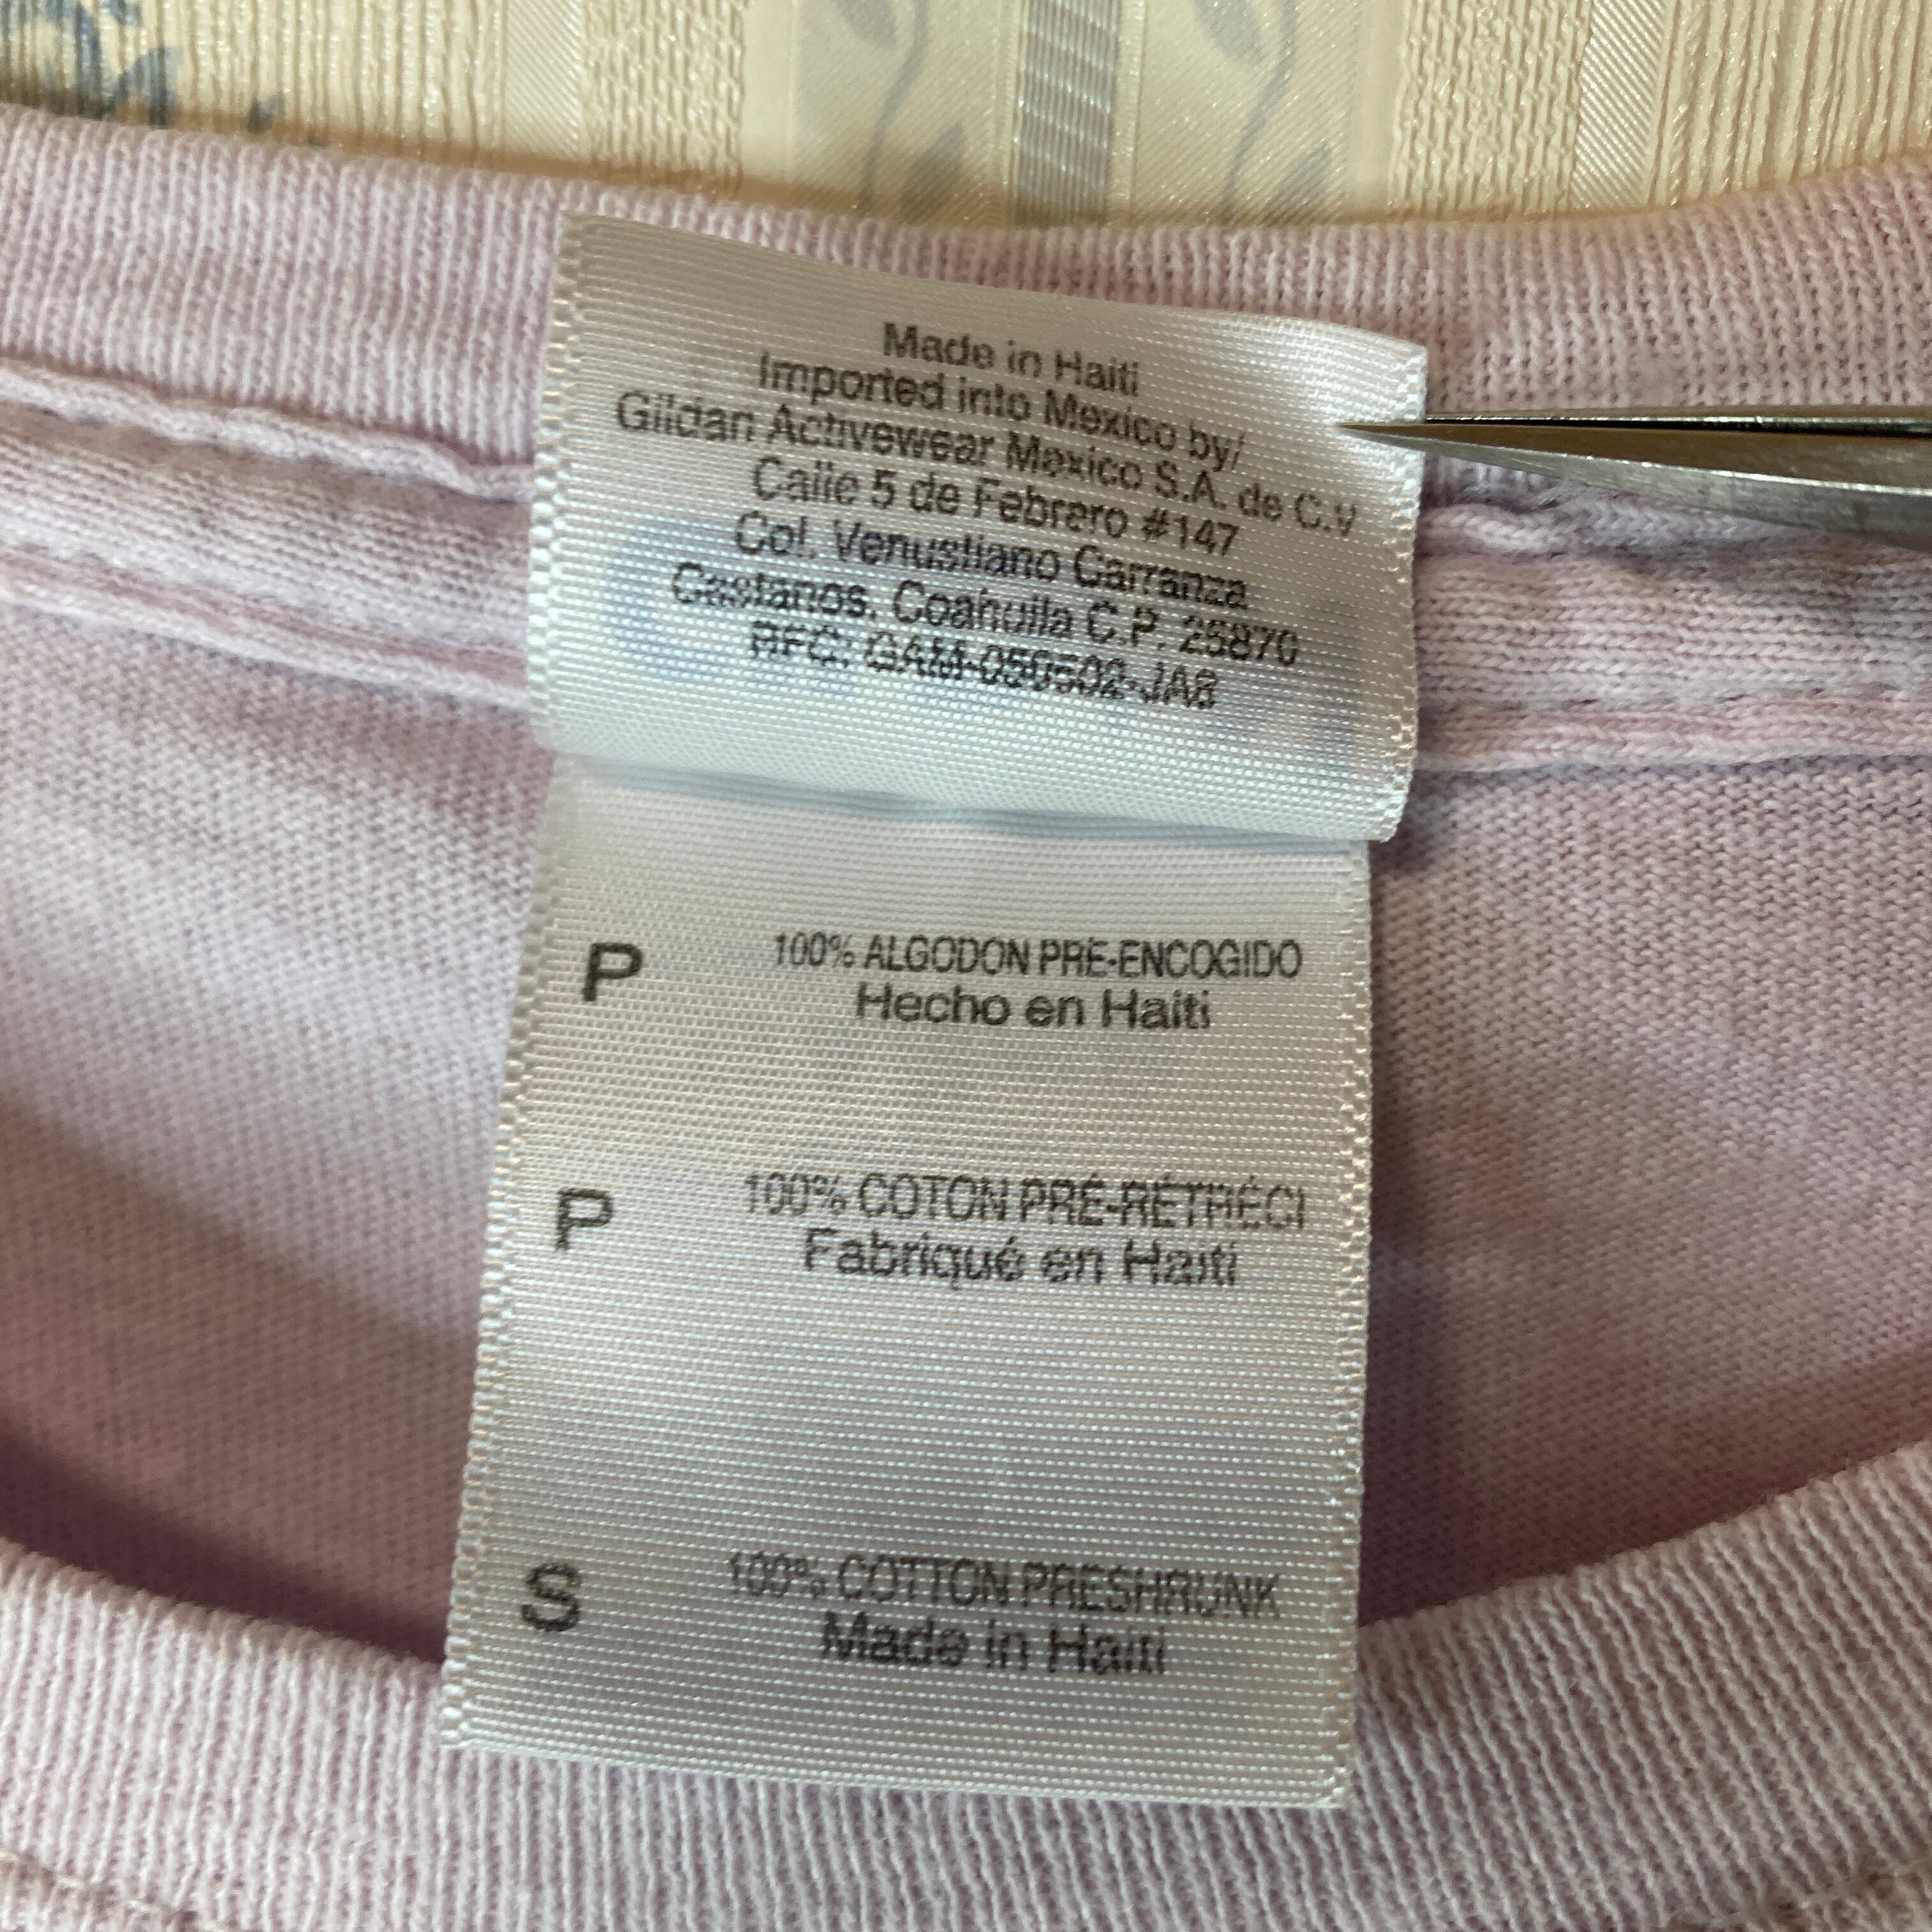 Made in Haiti
Imported into Mexico by/
Gildan Activewear Mexico S.A. de C.V
Calle 5 de Febrero #147
Col. Venustiano Carranza
Castanos, Coahuila C.P. 25870
RFC: GAM-050502-JA8
P 100% ALGODON PRE-ENCOGIDO
Hecho en Haiti
P 100% COTON PRÉ-RÉTRÉCI
Fabriqué en Haïti
S 100% COTTON PRESHRUNK
Made in Haiti